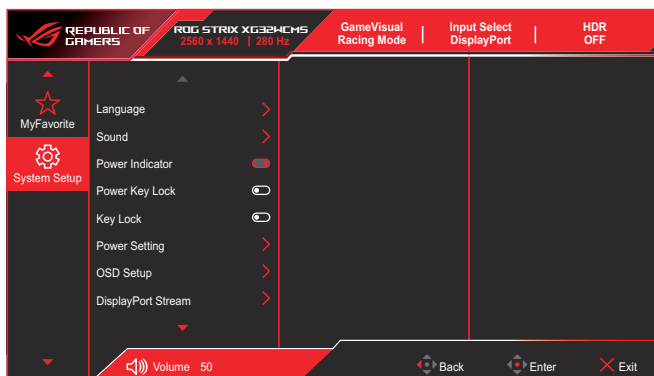 REPUBLIC OF
GAMERS
ROG STRIX XG32WCMS
2560 x 1440 | 280 Hz
GameVisual
Racing Mode
Input Select
DisplayPort
HDR
OFF
MyFavorite
System Setup
Language
Sound
Power Indicator
Power Key Lock
Key Lock
Power Setting
OSD Setup
DisplayPort Stream
Volume 50
Back
Enter
Exit